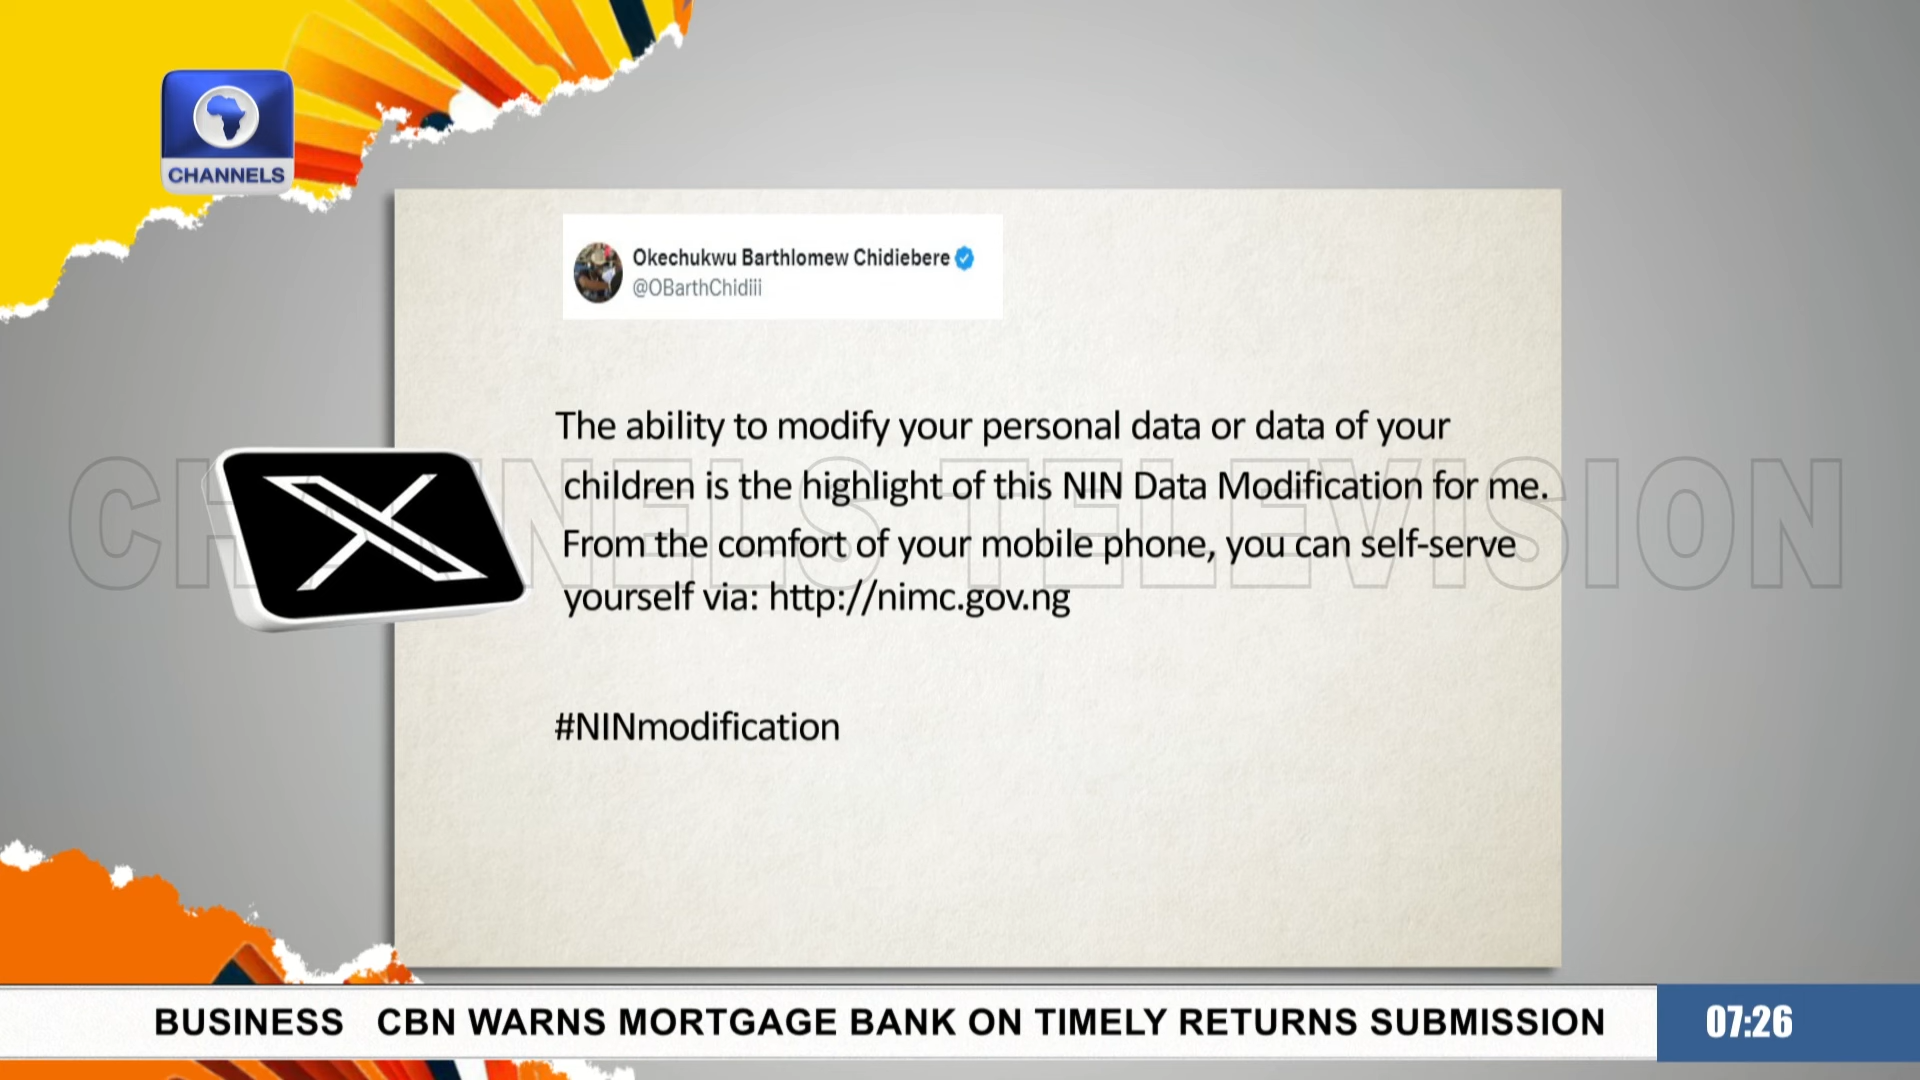 CHANNELS
Okechukwu Barthlomew Chidiebere
@OBarthChidiii
The ability to modify your personal data or data of your
children is the highlight of this NIN Data Modification for me.
From the comfort of your mobile phone, you can self-serve
yourself via: http://nimc.gov.ng
#NINmodification
CHANNELS TELEVISION
BUSINESS CBN WARNS MORTGAGE BANK ON TIMELY RETURNS SUBMISSION
07:26